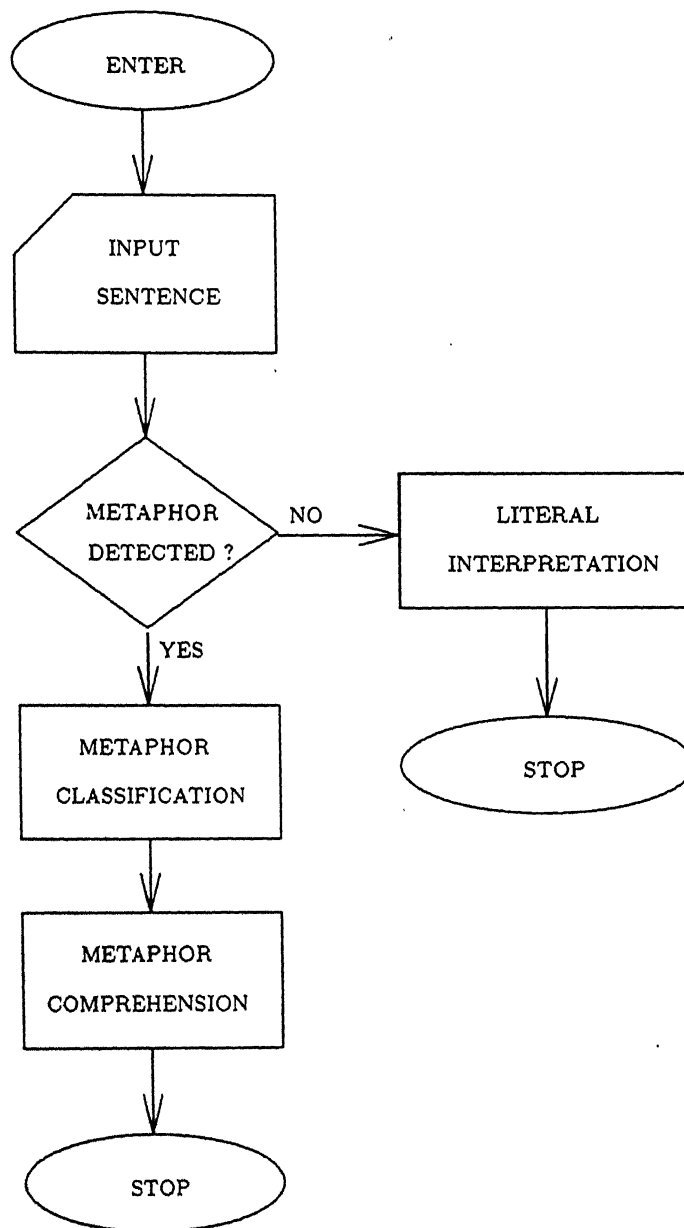 ENTER
INPUT
SENTENCE
METAPHOR
DETECTED ?
NO
LITERAL
INTERPRETATION
YES
METAPHOR
CLASSIFICATION
STOP
METAPHOR
COMPREHENSION
STOP